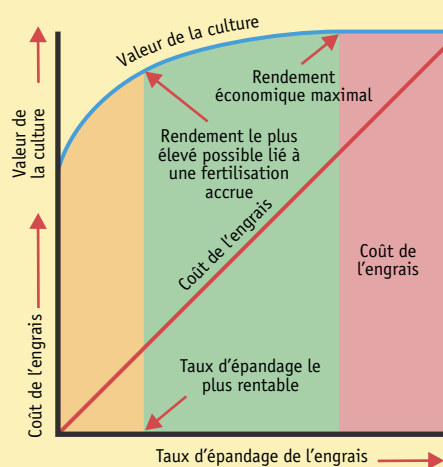 Valeur de la culture
Rendement
économique maximal
Rendement le plus
élevé possible lié à
une fertilisation
accrue
Valeur de
la culture
Coût de l'engrais
Coût de
l'engrais
Coût de l'engrais
Taux d'épandage le
plus rentable
Taux d'épandage de l'engrais